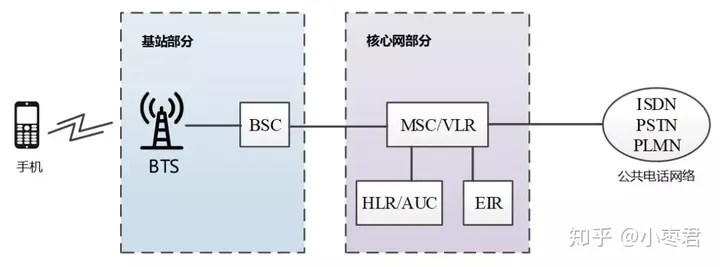 基站部分
核心网部分
手机
BTS
BSC
MSC/VLR
HLR/AUC
EIR
ISDN
PSTN
PLMN
公共电话网络
知乎 @小枣君